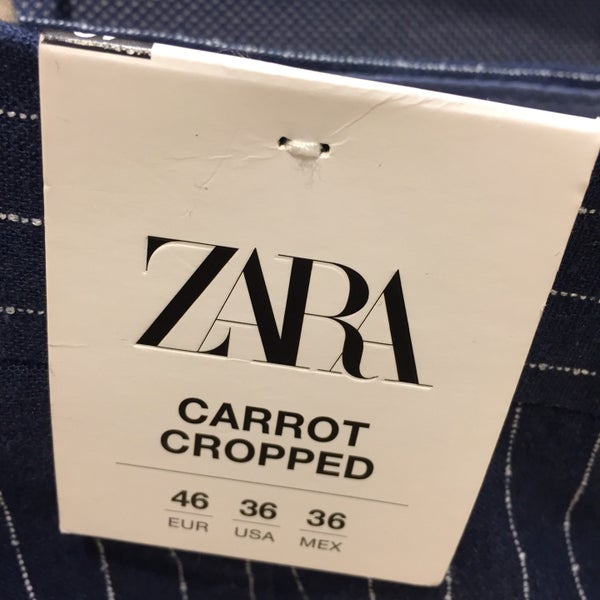 ZARA
CARROT
CROPPED
46 36 36
EUR USA MEX